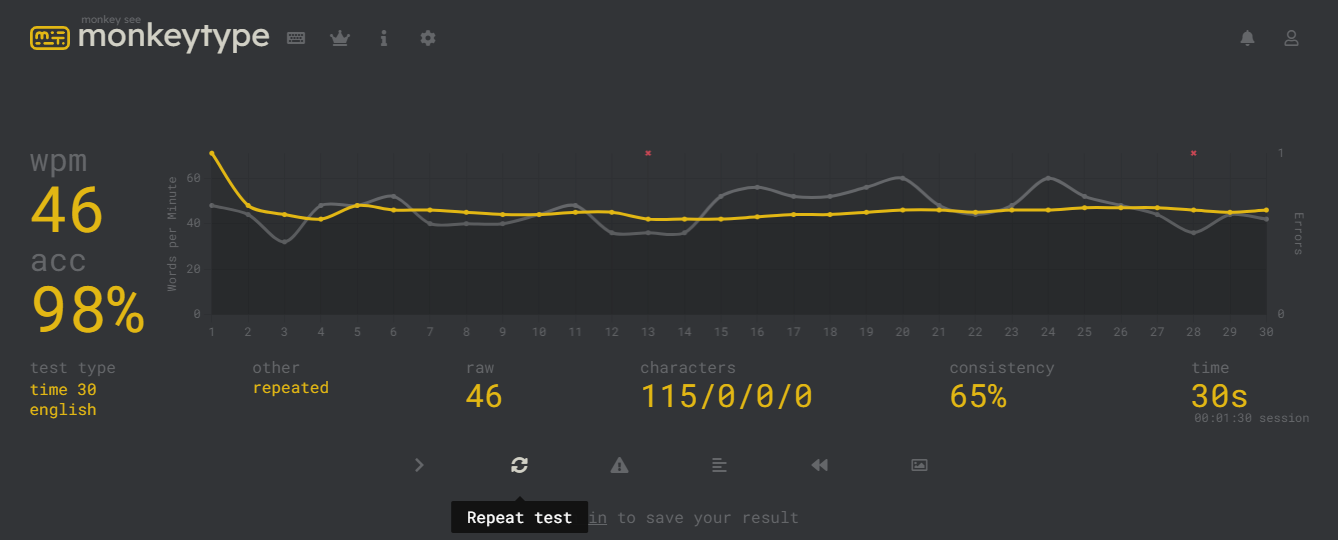 monkey see
monkeytype
wpm
46
acc
98%
Words per Minute
60
40
20
0
1
0
Errors
1 2 3 4 5 6 7 8 9 10 11 12 13 14 15 16 17 18 19 20 21 22 23 24 25 26 27 28 29 30
test type
time 30
english
other
repeated
raw
46
characters
115/0/0/0
consistency
65%
time
30s
00:01:30 session
Repeat test
in to save your result